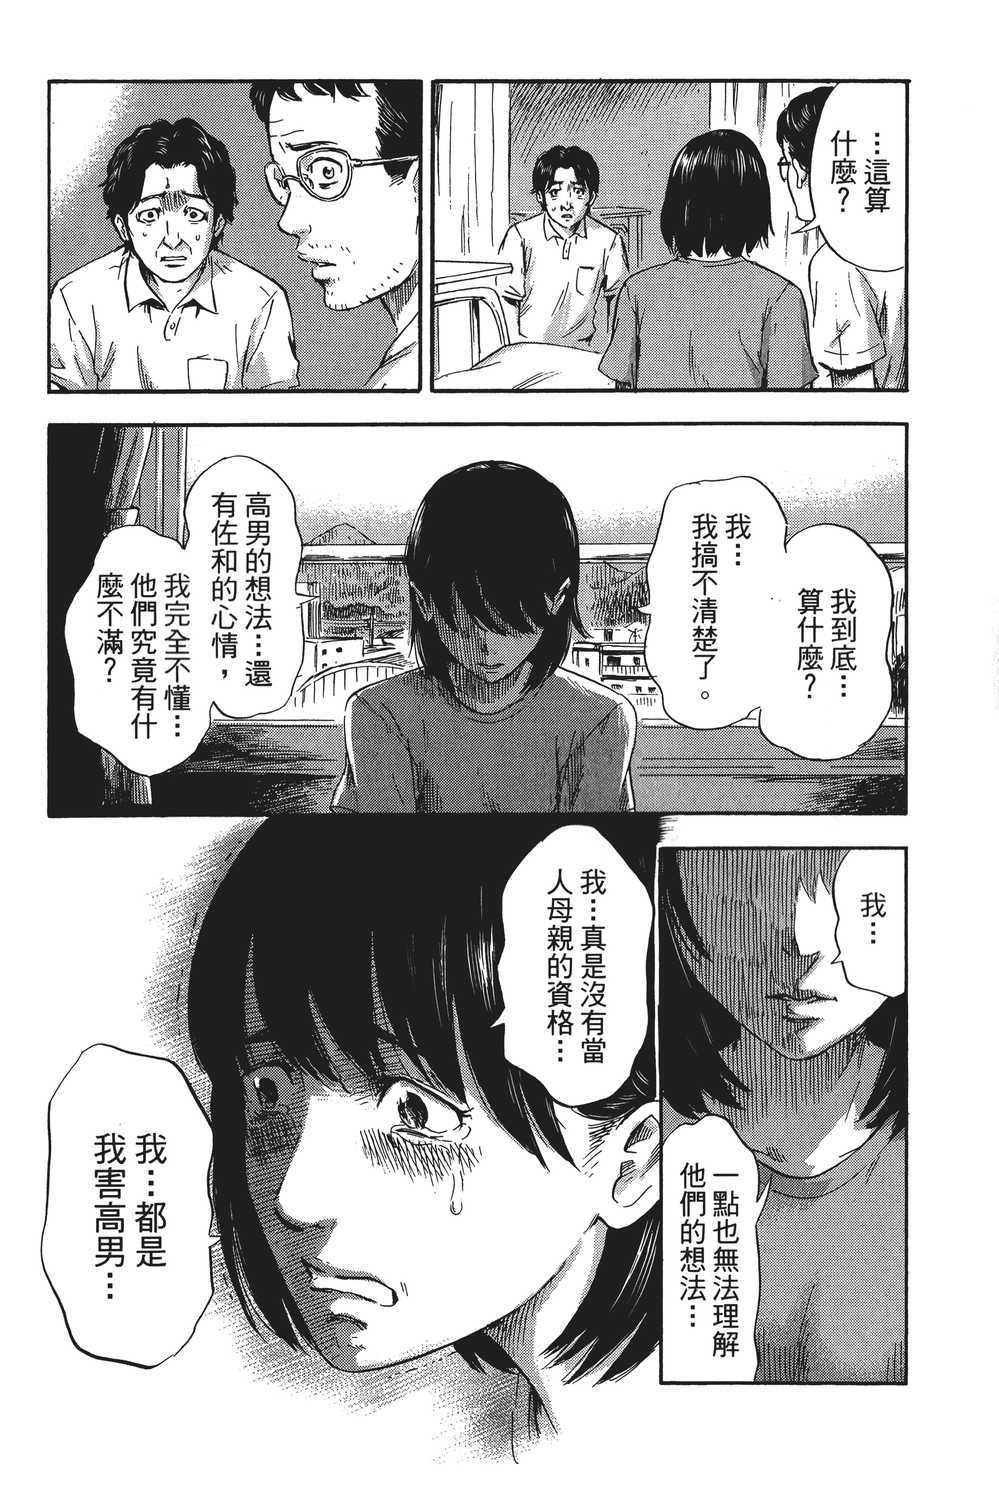 …這算
什麼？
我到底…
算什麼？
我…
我搞不清楚了。
高男的想法…還
有佐和的心情，
我完全不懂…
他們究竟有什
麼不滿？
我…
一點也無法理解
他們的想法…
我…真是沒有當
人母親的資格…
我…都是
我害高男…